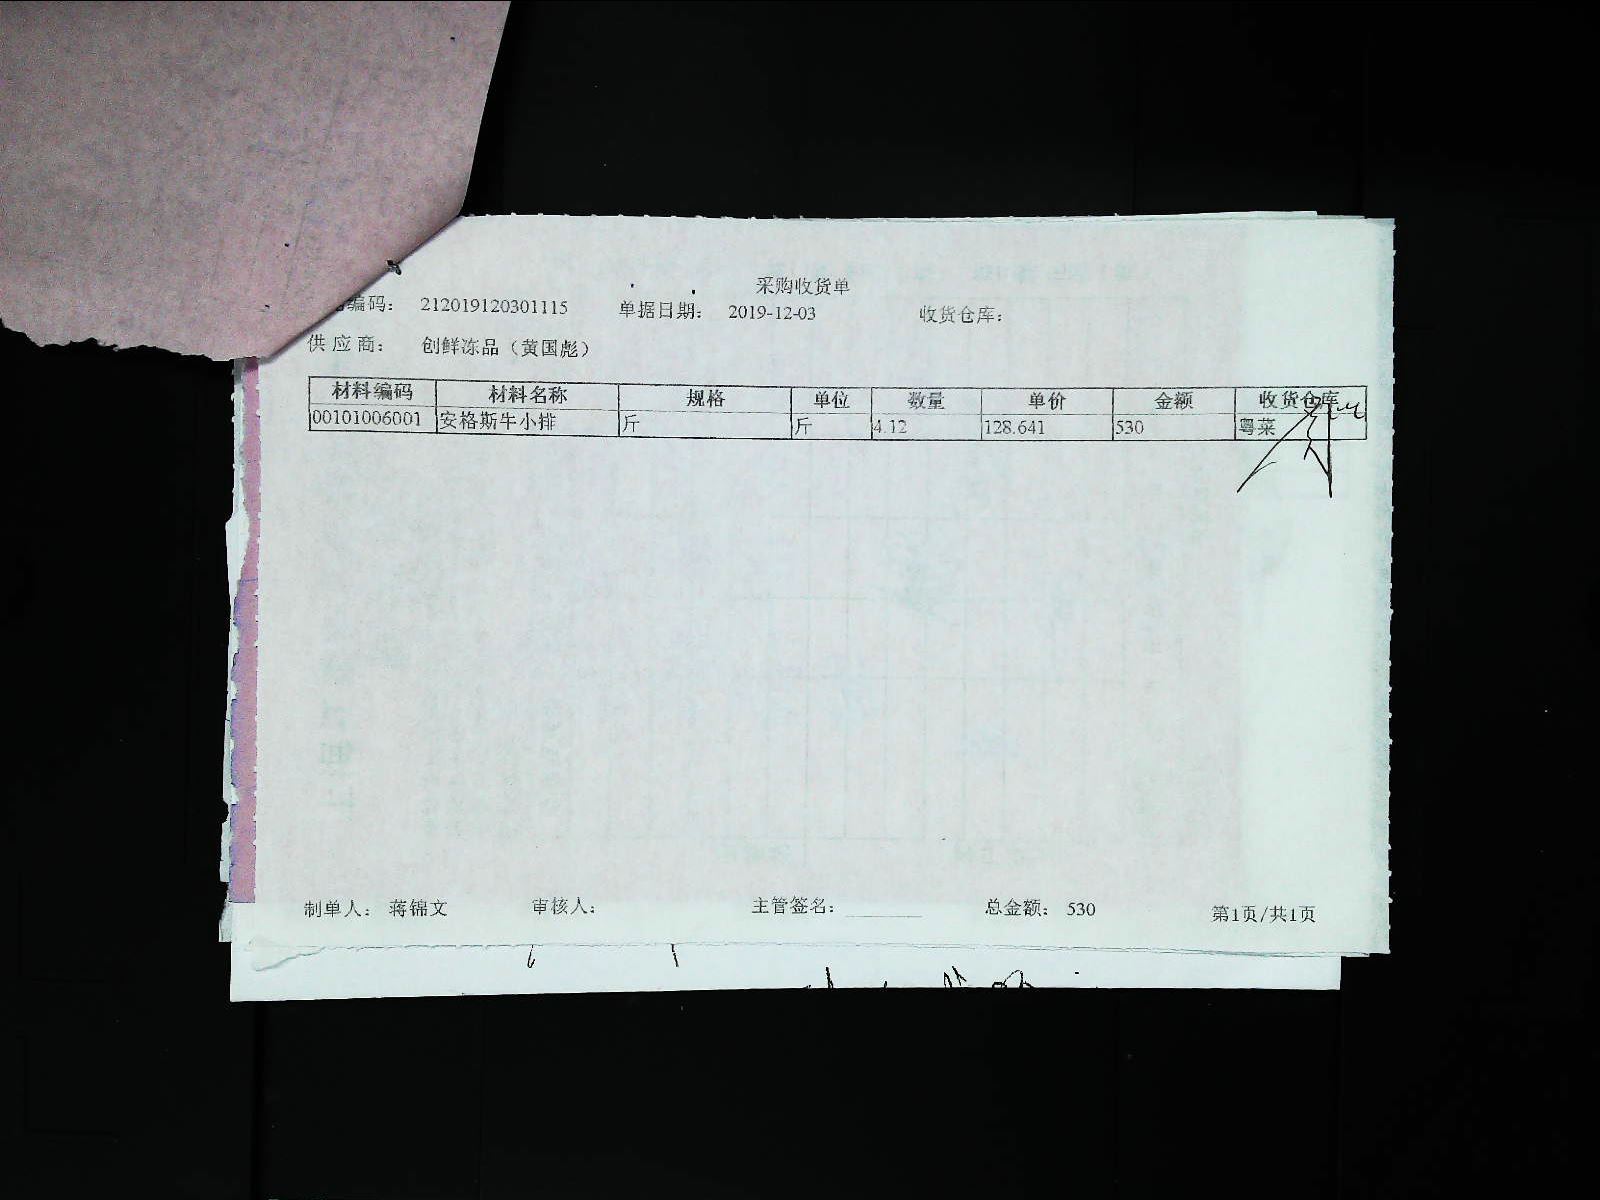 采购收货单
编码： 212019120301115 单据日期： 2019-12-03 收货仓库：
供应商： 创鲜冻品（黄国彪）
材料编码 材料名称 规格 单位 数量 单价 金额 收货仓库
00101006001 安格斯牛小排 斤 斤 4.12 128.641 530 粤菜
制单人： 蒋锦文 审核人： 主管签名： 总金额： 530 第1页/共1页